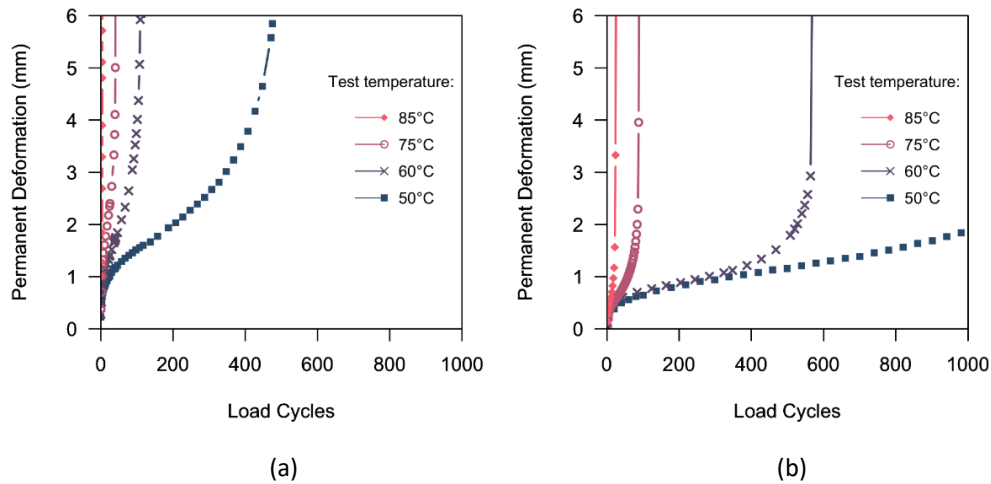 Permanent Deformation (mm)
6
5
4
3
2
1
0
Test temperature:
85°C
75°C
60°C
50°C
0 200 400 600 800 1000
Load Cycles
(a)
Permanent Deformation (mm)
6
5
4
3
2
1
0
Test temperature:
85°C
75°C
60°C
50°C
0 200 400 600 800 1000
Load Cycles
(b)